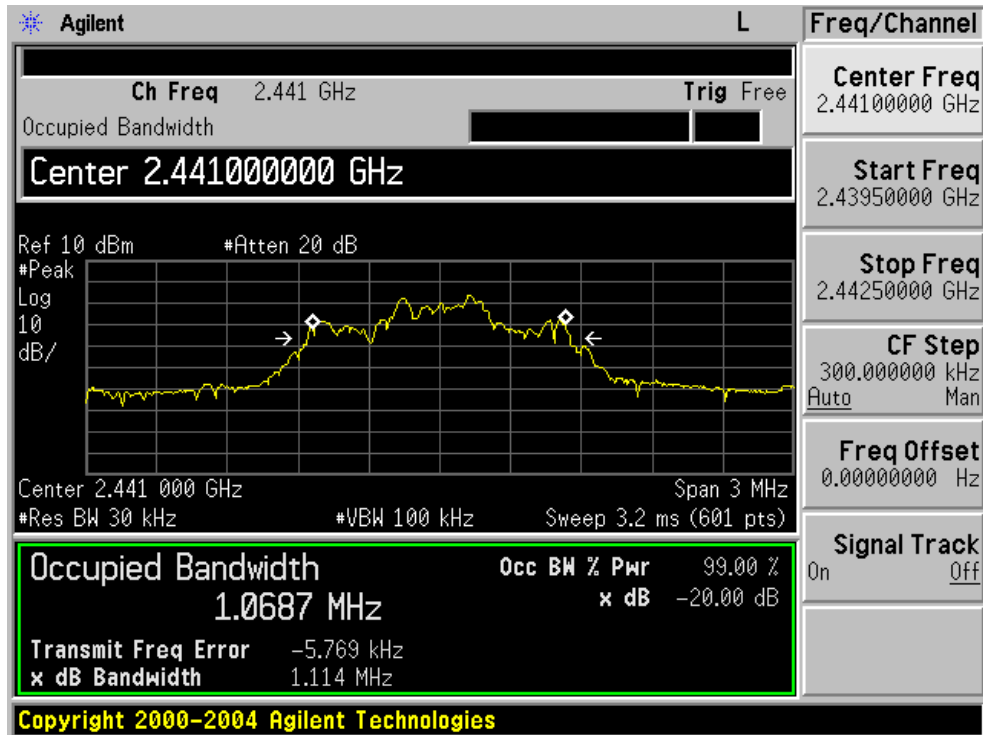 Agilent L
Ch Freq 2.441 GHz Trig Free
Occupied Bandwidth
Center 2.441000000 GHz
Ref 10 dBm #Atten 20 dB
#Peak
Log
10
dB/
Center 2.441 000 GHz Span 3 MHz
#Res BW 30 kHz #VBW 100 kHz Sweep 3.2 ms (601 pts)
Occupied Bandwidth Occ BW % Pwr 99.00 %
1.0687 MHz x dB -20.00 dB
Transmit Freq Error -5.769 kHz
x dB Bandwidth 1.114 MHz
Copyright 2000-2004 Agilent Technologies
Freq/Channel
Center Freq
2.44100000 GHz
Start Freq
2.43950000 GHz
Stop Freq
2.44250000 GHz
CF Step
300.000000 kHz
Auto Man
Freq Offset
0.00000000 Hz
Signal Track
On Off